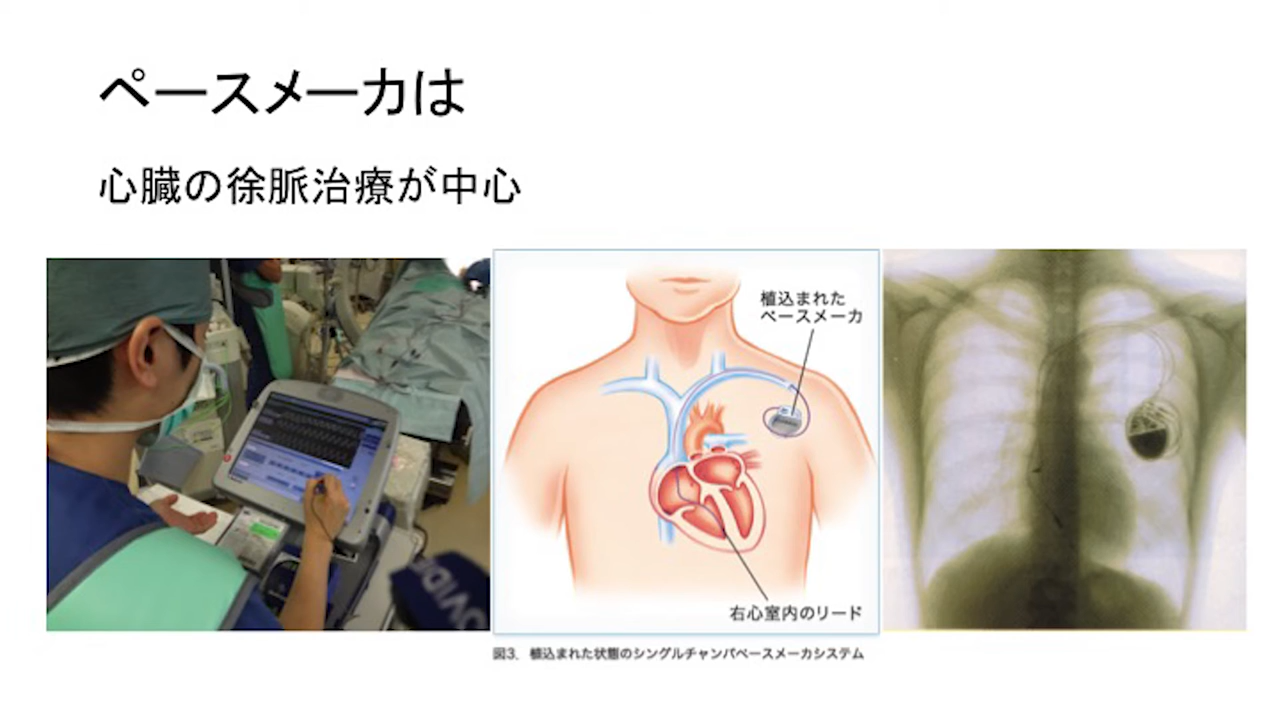 ペースメーカは
心臓の徐脈治療が中心
植込まれた
ペースメーカ
右心室内のリード
図3. 植込まれた状態のシングルチャンバペースメーカシステム